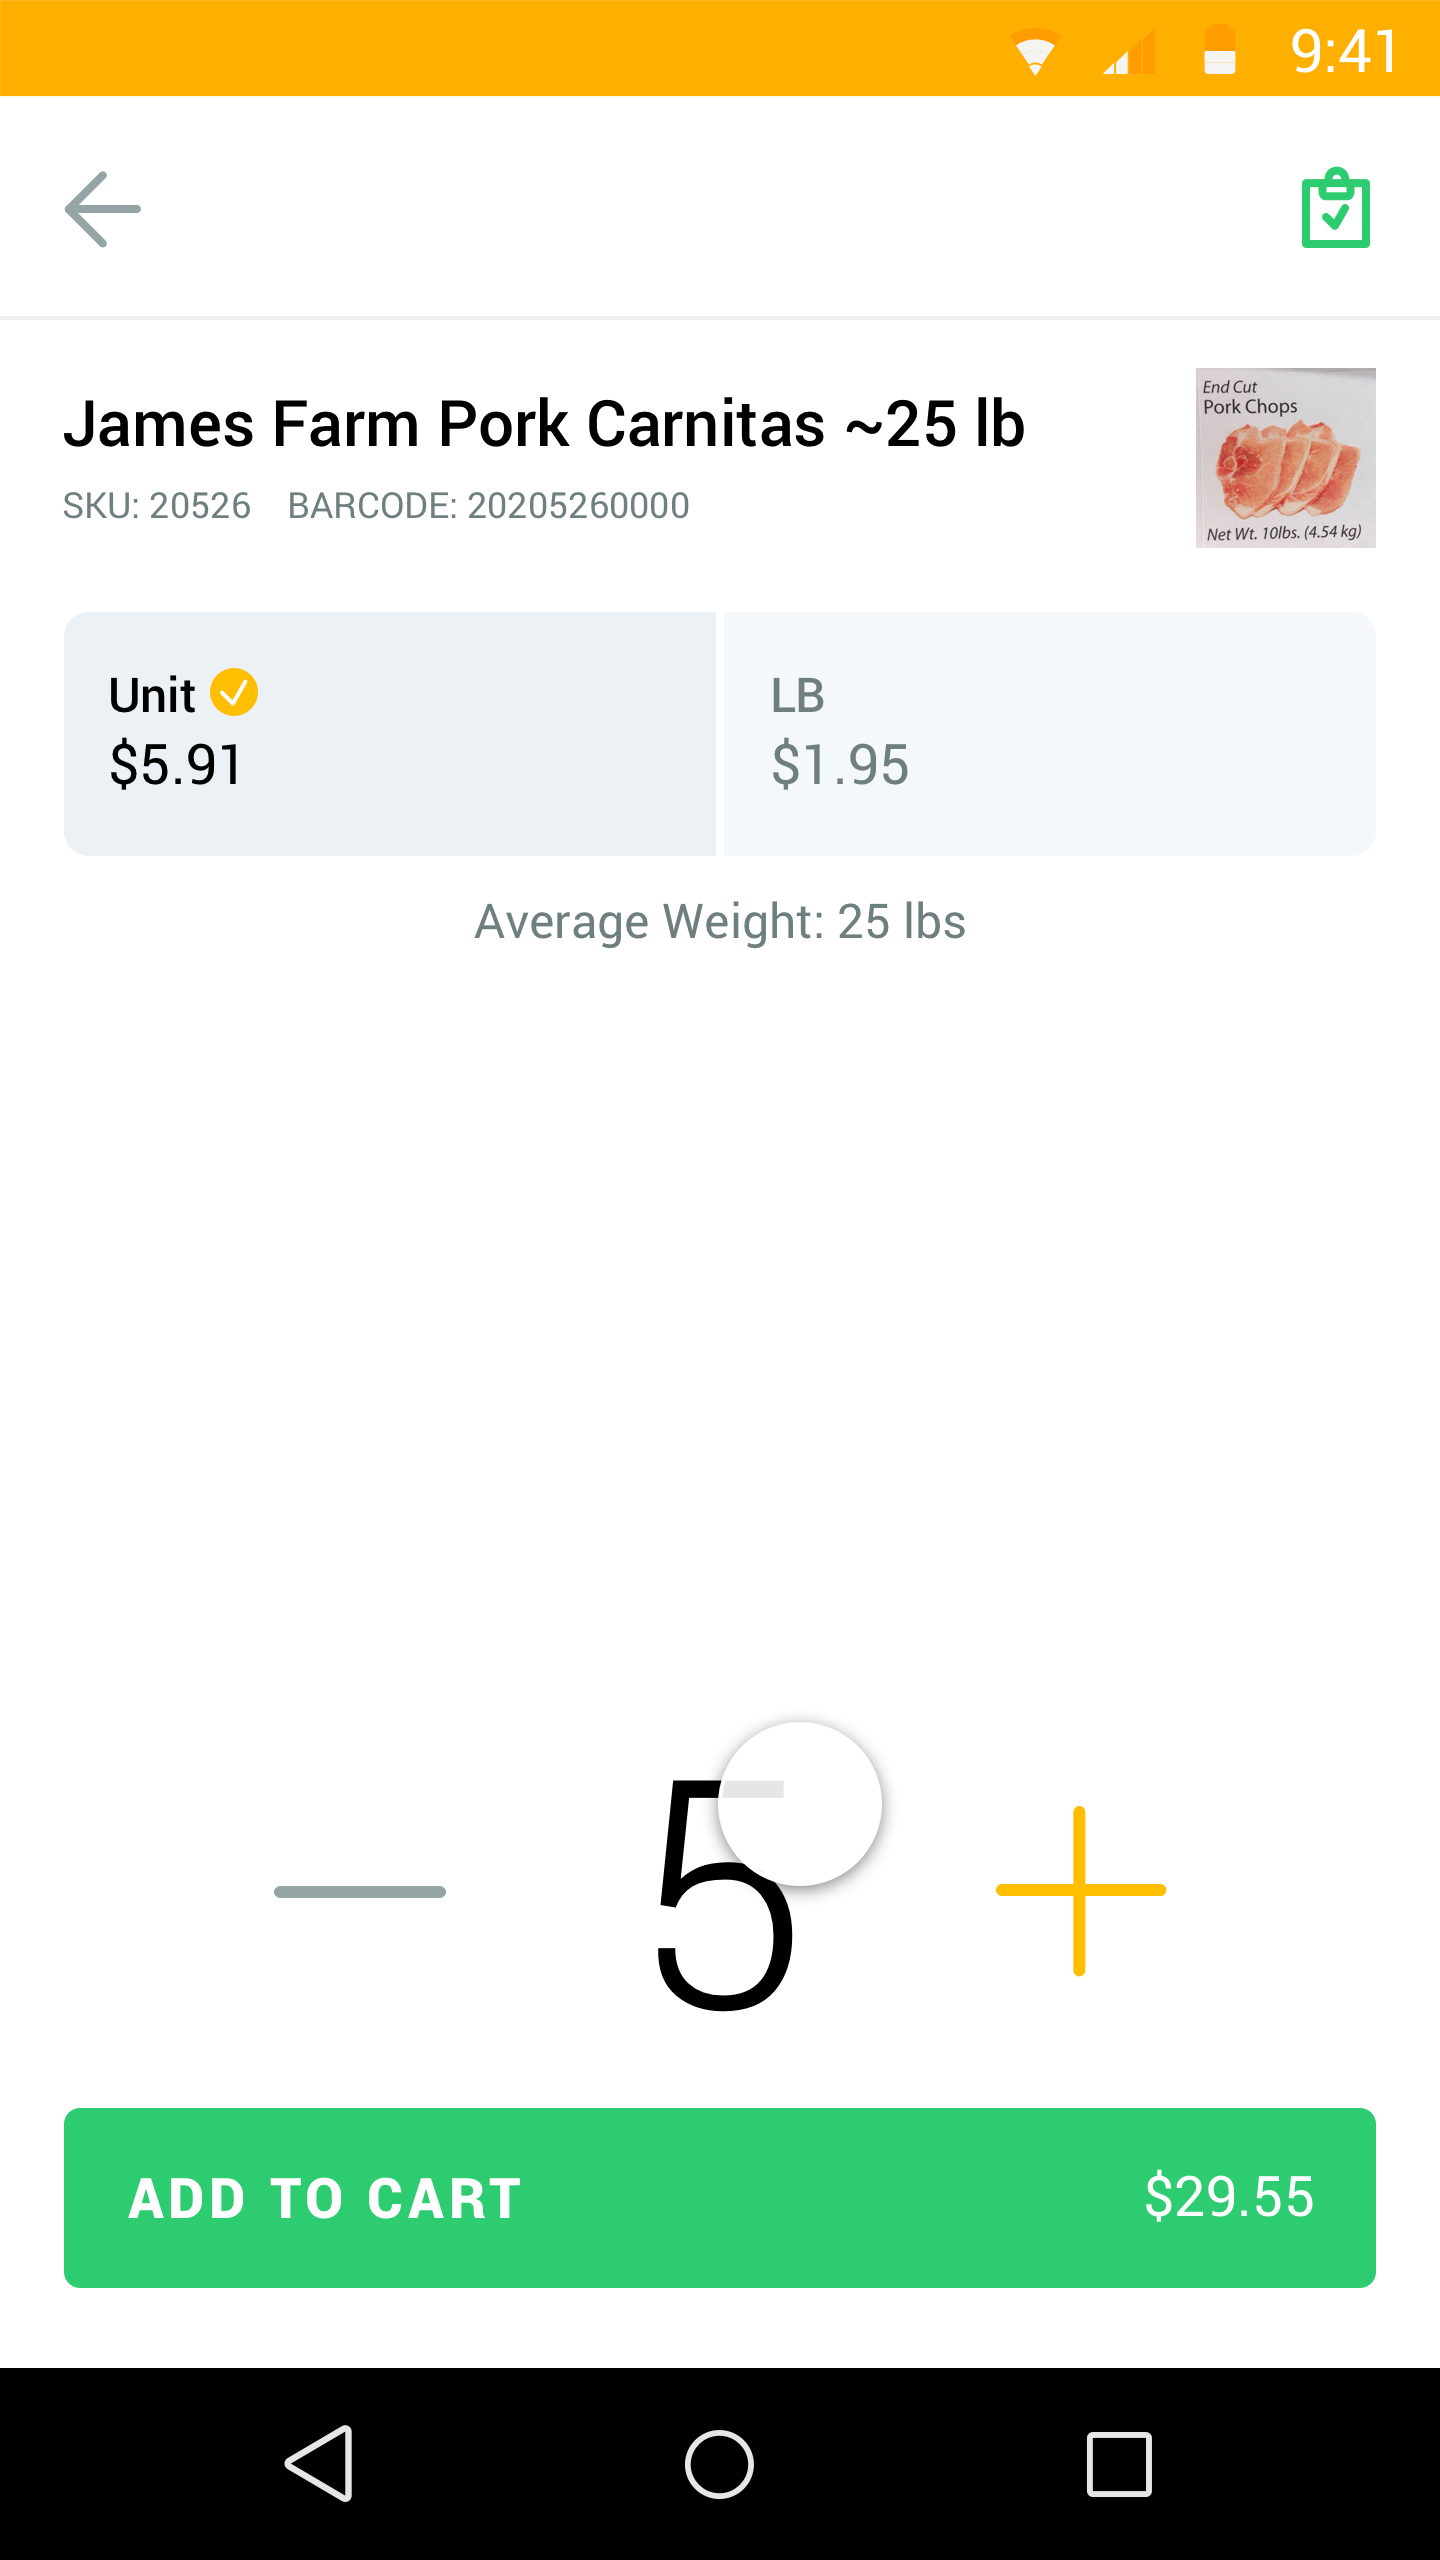 9:41
James Farm Pork Carnitas ~25 lb
SKU: 20526 BARCODE: 20205260000
End Cut
Pork Chops
Net Wt. 10lbs. (4.54 kg)
Unit
$5.91
LB
$1.95
Average Weight: 25 lbs
5
ADD TO CART $29.55